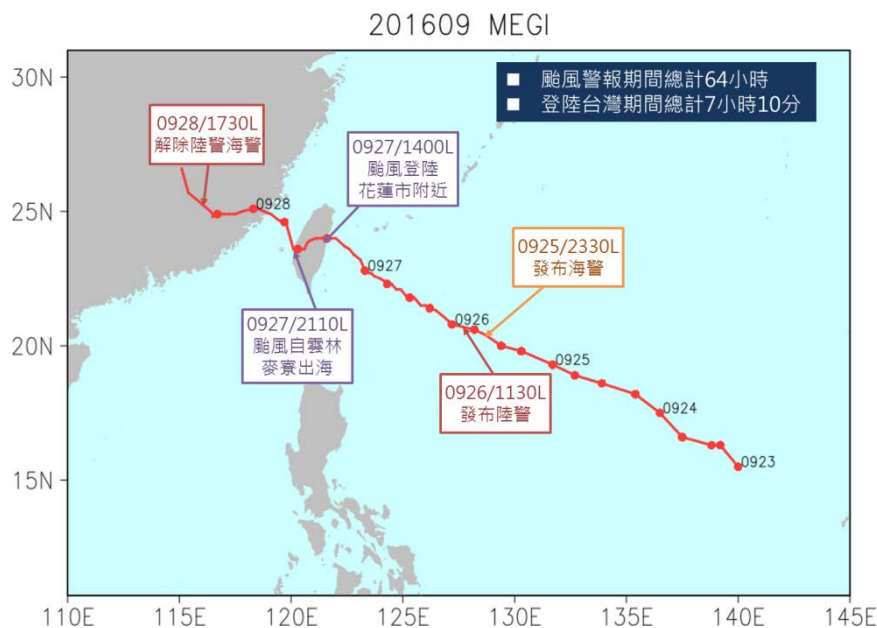 201609 MEGI
30N
25N
20N
15N
110E
115E
120E
125E
130E
135E
140E
145E
■ 颱風警報期間總計64小時
■ 登陸台灣期間總計7小時10分
0928/1730L
解除陸警海警
0927/1400L
颱風登陸
花蓮市附近
0928
0925/2330L
發布海警
0927
0927/2110L
颱風自雲林
麥寮出海
0926
0926/1130L
發布陸警
0925
0924
0923